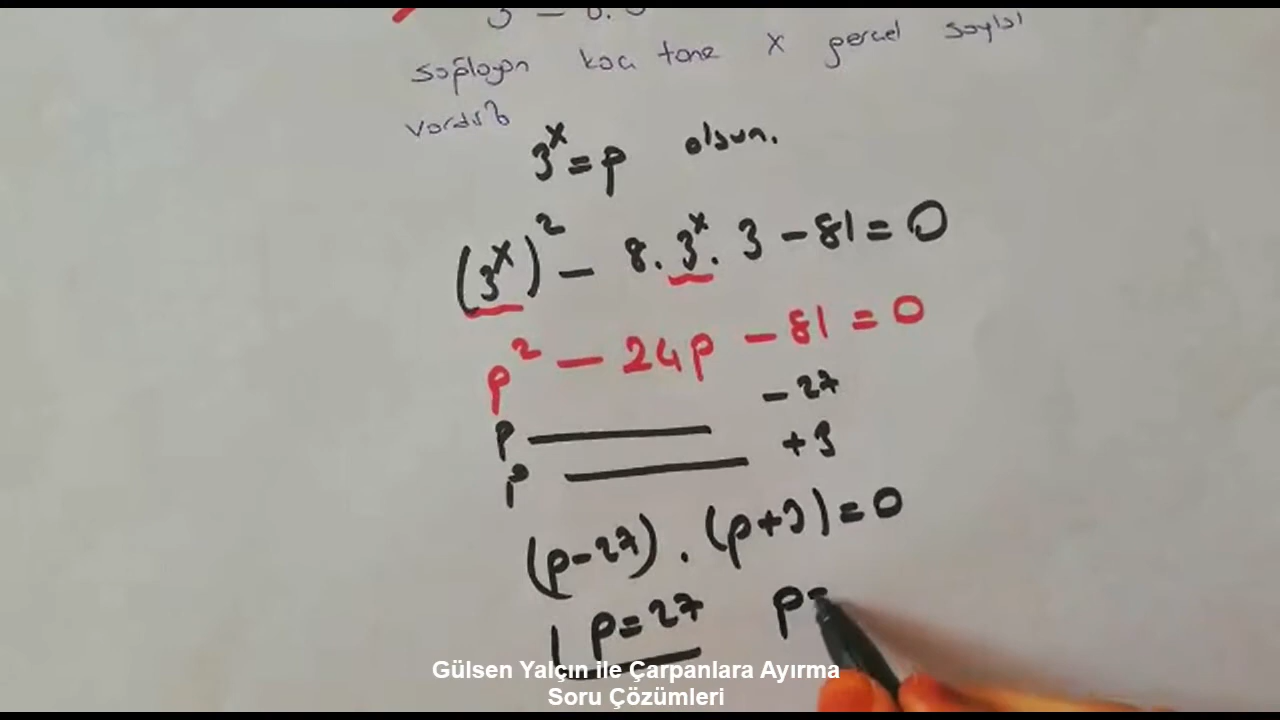 sağlayan kaç tane x gerçel sayısı
vardır?
3^x = p olsun.
(3^x)^2 - 8.3^x.3 - 81 = 0
p^2 - 24p - 81 = 0
p - 27
p + 3
(p-27).(p+3) = 0
p=27 p=
Gülsen Yalçın ile Çarpanlara Ayırma
Soru Çözümleri